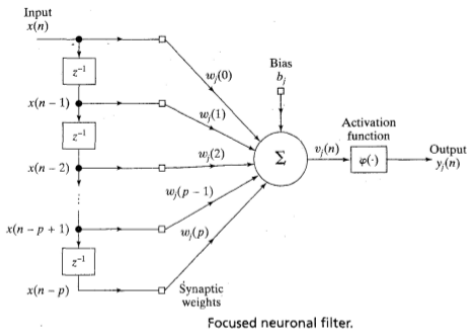 Input
x(n)
z⁻¹
x(n − 1)
z⁻¹
x(n − 2)
x(n − p + 1)
z⁻¹
x(n − p)
wⱼ(0)
wⱼ(1)
wⱼ(2)
wⱼ(p − 1)
wⱼ(p)
Synaptic
weights
Bias
bⱼ
Σ
vⱼ(n)
Activation
function
φ(·)
Output
yⱼ(n)
Focused neuronal filter.